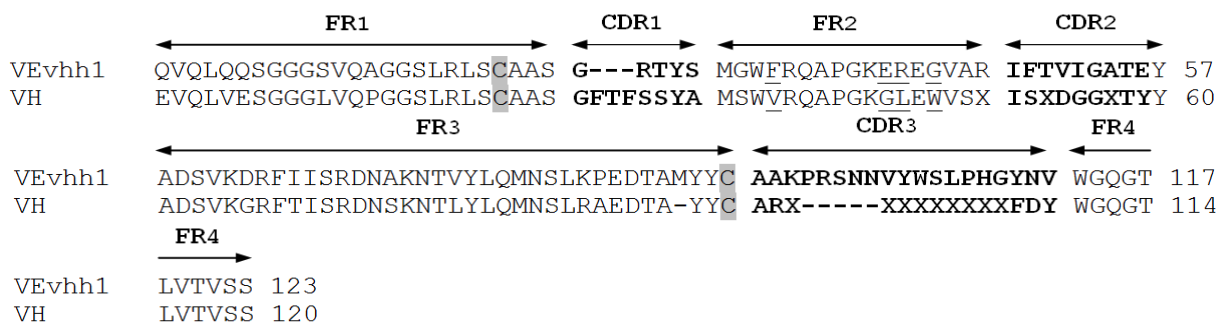 FR1 CDR1 FR2 CDR2
VEvhh1 QVQLQQSGGGSVQAGGSLRLSCAAS G---RTYS MGWFRQAPGKEREGVAR IFTVIGATEY 57
VH EVQLVESGGGLVQPGGSLRLSCAAS GFTFSSYA MSWVRQAPGKGLEWVSX ISXDGGXTYY 60
FR3 CDR3 FR4
VEvhh1 ADSVKDRFIISRDNAKNTVYLQMNSLKPEDTAMYYC AAKPRSNNVYWSLPHGYNV WGQGT 117
VH ADSVKGRFTISRDNSKNTLYLQMNSLRAEDTA-YYC ARX-----XXXXXXXXFDY WGQGT 114
FR4
VEvhh1 LVTVSS 123
VH LVTVSS 120